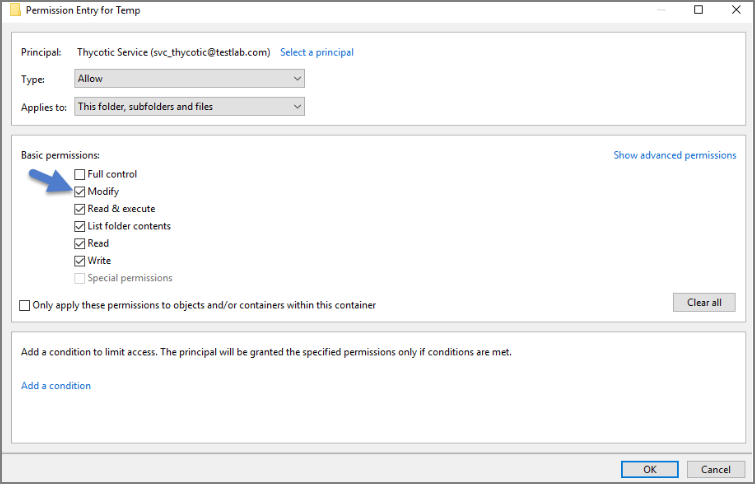 Permission Entry for Temp
Principal: Thycotic Service (svc_thycotic@testlab.com) Select a principal
Type: Allow
Applies to: This folder, subfolders and files
Basic permissions: Show advanced permissions
Full control
Modify
Read & execute
List folder contents
Read
Write
Special permissions
Only apply these permissions to objects and/or containers within this container
Clear all
Add a condition to limit access. The principal will be granted the specified permissions only if conditions are met.
Add a condition
OK Cancel